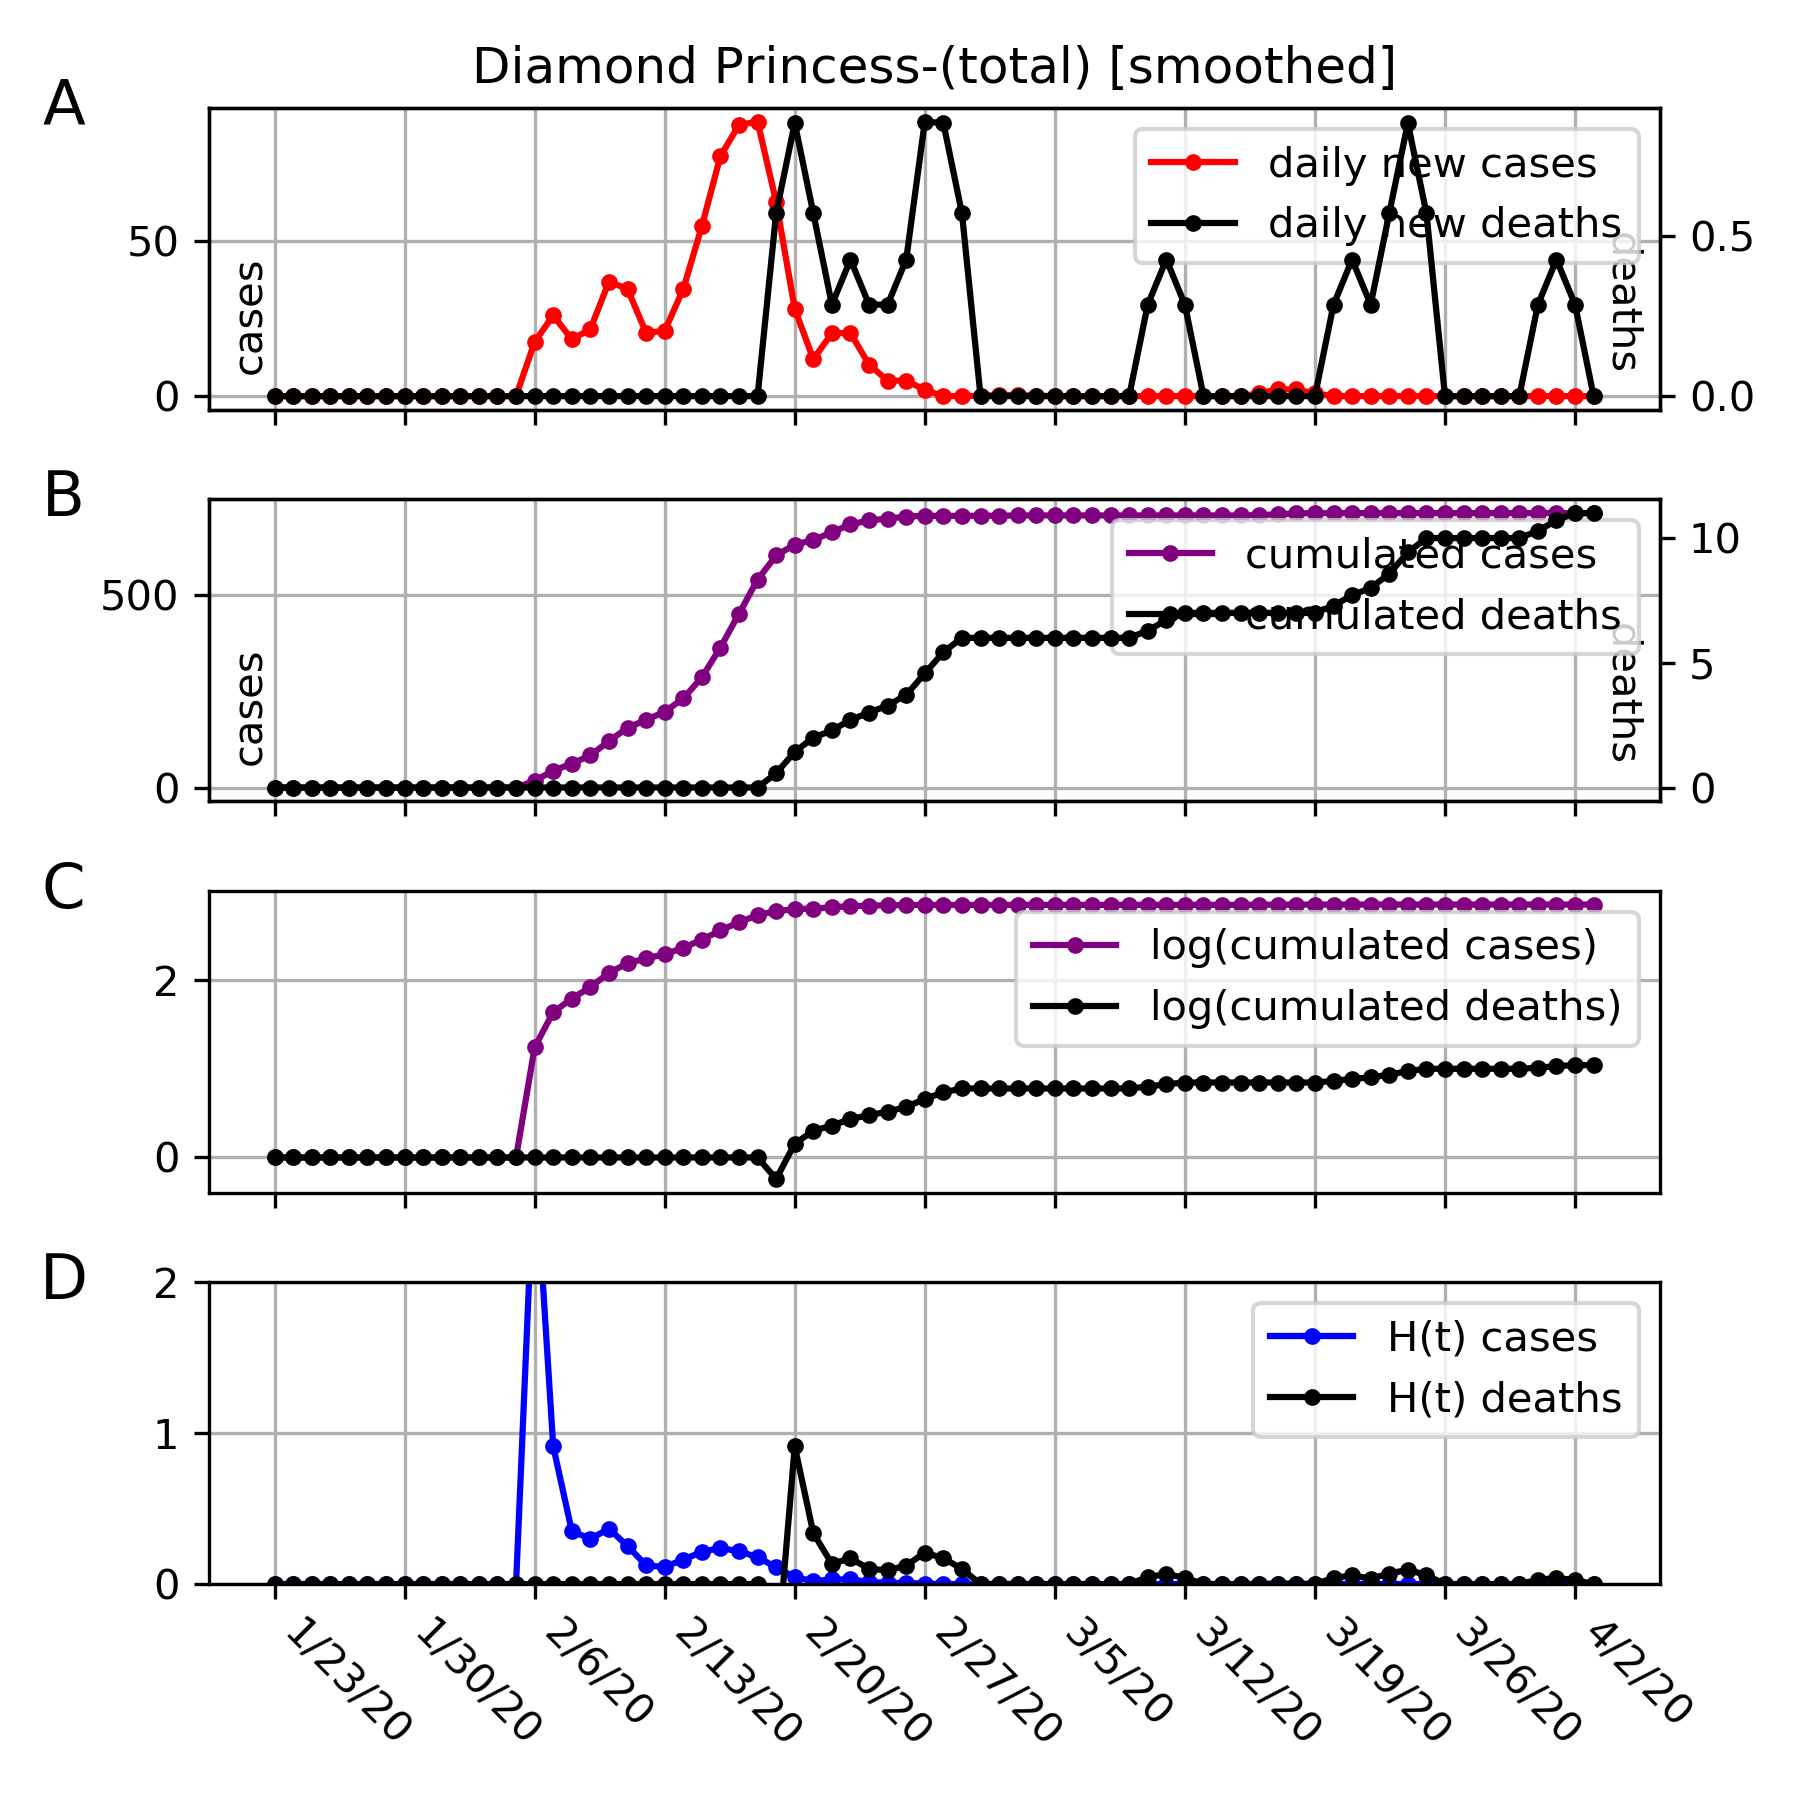 Diamond Princess-(total) [smoothed]
A
50
0
cases
daily new cases
daily new deaths
deaths
0.5
0.0
B
500
0
cases
cumulated cases
cumulated deaths
deaths
10
5
0
C
2
0
log(cumulated cases)
log(cumulated deaths)
D
2
1
0
H(t) cases
H(t) deaths
1/23/20
1/30/20
2/6/20
2/13/20
2/20/20
2/27/20
3/5/20
3/12/20
3/19/20
3/26/20
4/2/20